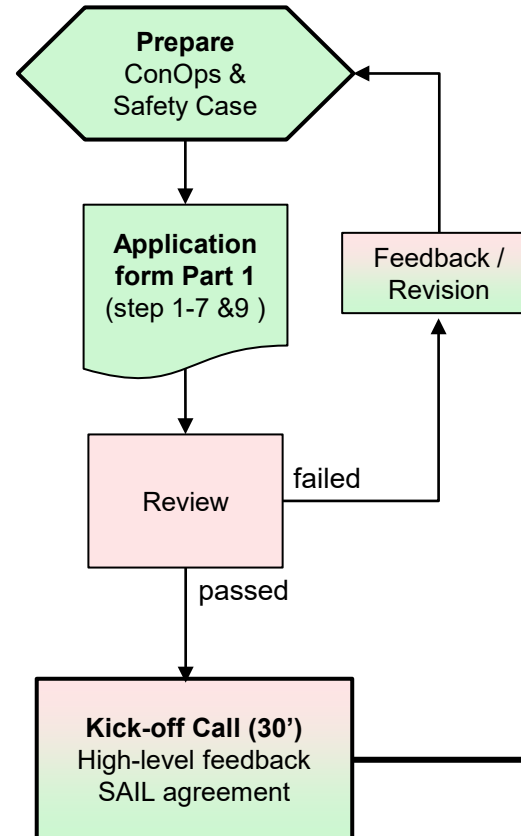 Prepare
ConOps &
Safety Case
Application
form Part 1
(step 1-7 &9 )
Feedback /
Revision
Review
failed
passed
Kick-off Call (30’)
High-level feedback
SAIL agreement